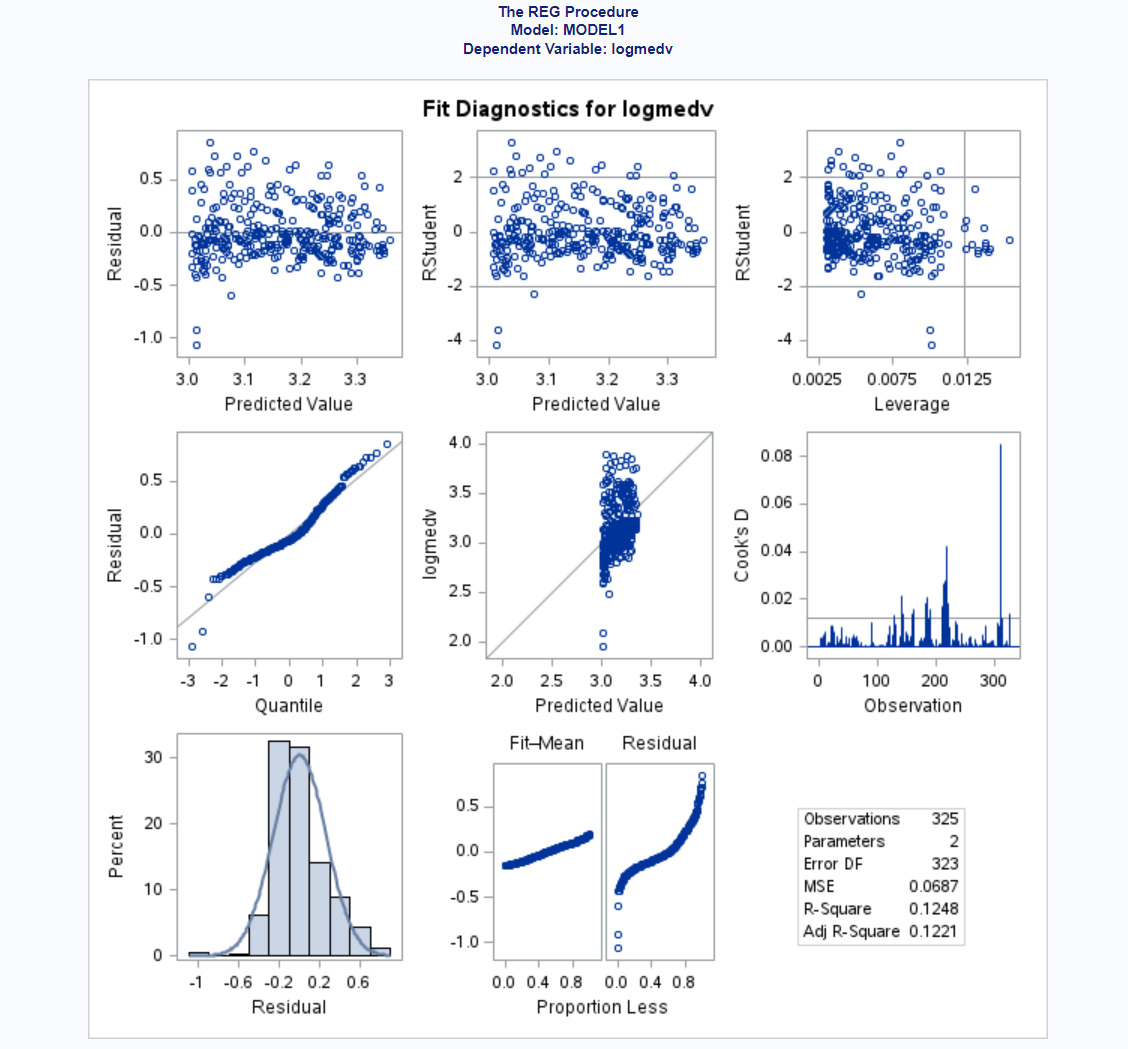 The REG Procedure
Model: MODEL1
Dependent Variable: logmedv
Fit Diagnostics for logmedv
Residual
0.5
0.0
-0.5
-1.0
3.0 3.1 3.2 3.3
Predicted Value
RStudent
2
0
-2
-4
3.0 3.1 3.2 3.3
Predicted Value
RStudent
2
0
-2
-4
0.0025 0.0075 0.0125
Leverage
Residual
0.5
0.0
-0.5
-1.0
-3 -2 -1 0 1 2 3
Quantile
logmedv
4.0
3.5
3.0
2.5
2.0
2.0 2.5 3.0 3.5 4.0
Predicted Value
Cook's D
0.08
0.06
0.04
0.02
0.00
0 100 200 300
Observation
Percent
30
20
10
0
-1 -0.6 -0.2 0.2 0.6
Residual
Fit–Mean Residual
0.5
0.0
-0.5
-1.0
0.0 0.4 0.8 0.0 0.4 0.8
Proportion Less
Observations 325
Parameters 2
Error DF 323
MSE 0.0687
R-Square 0.1248
Adj R-Square 0.1221